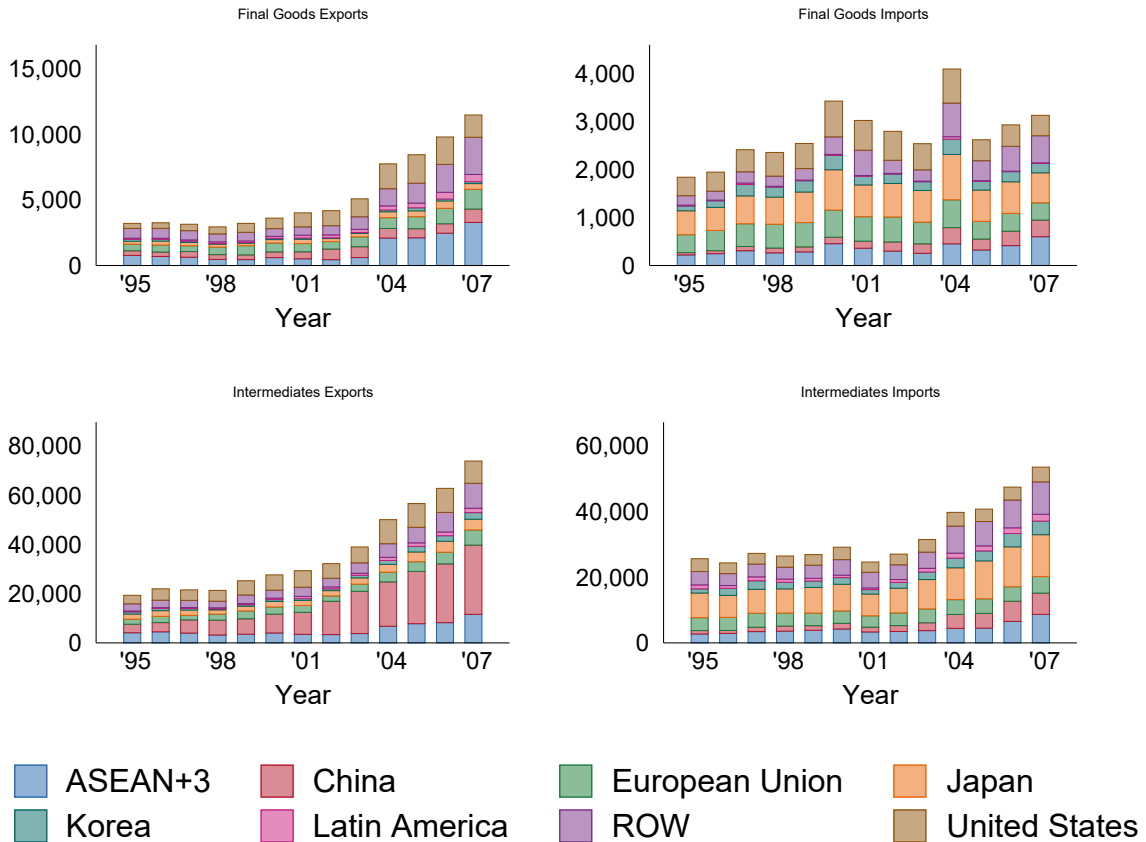 Final Goods Exports
15,000
10,000
5,000
0
'95 '98 '01 '04 '07
Year
Final Goods Imports
4,000
3,000
2,000
1,000
0
'95 '98 '01 '04 '07
Year
Intermediates Exports
80,000
60,000
40,000
20,000
0
'95 '98 '01 '04 '07
Year
Intermediates Imports
60,000
40,000
20,000
0
'95 '98 '01 '04 '07
Year
ASEAN+3 China European Union Japan
Korea Latin America ROW United States